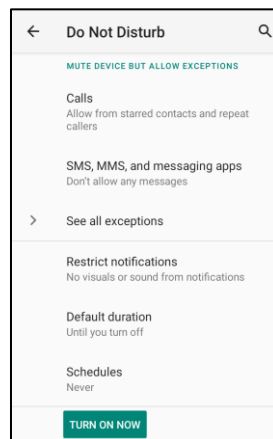 Do Not Disturb
MUTE DEVICE BUT ALLOW EXCEPTIONS
Calls
Allow from starred contacts and repeat
callers
SMS, MMS, and messaging apps
Don't allow any messages
See all exceptions
Restrict notifications
No visuals or sound from notifications
Default duration
Until you turn off
Schedules
Never
TURN ON NOW